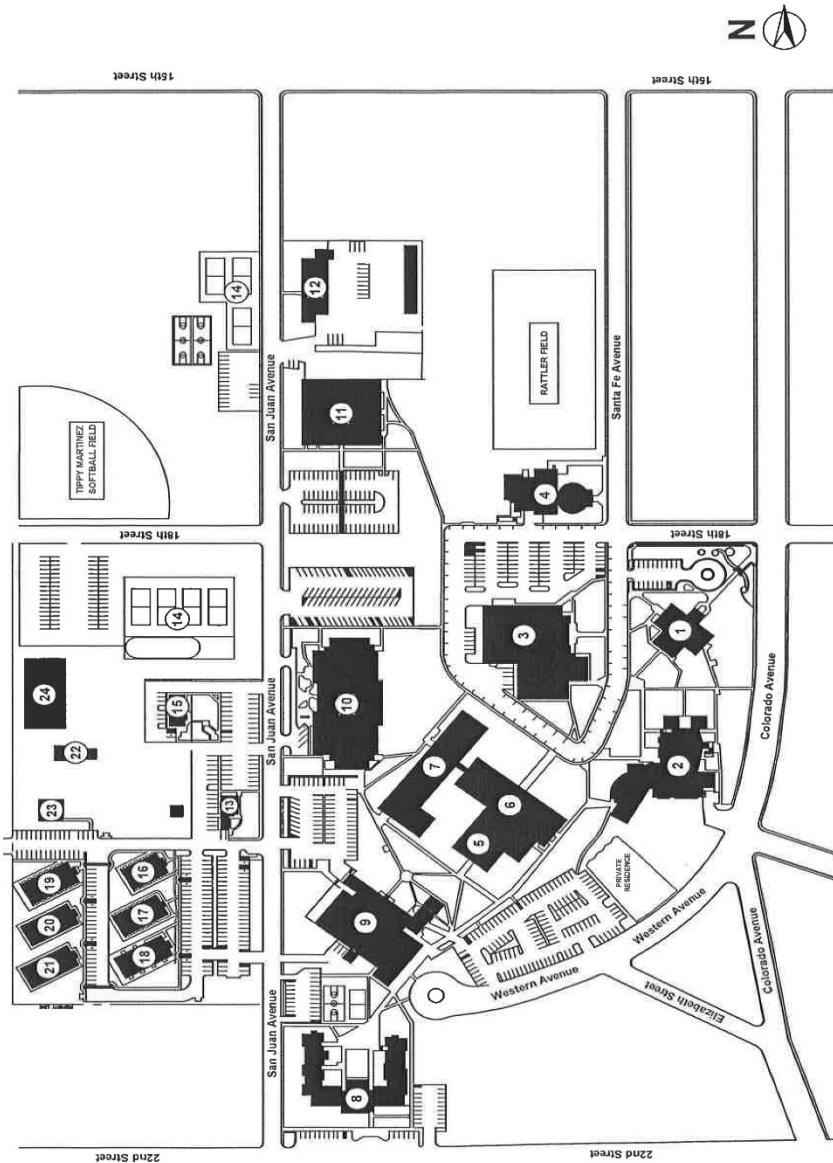 N
15th Street
15th Street
14
12
San Juan Avenue
TIPPY MARTINEZ
SOFTBALL FIELD
11
RATTLER FIELD
Santa Fe Avenue
4
18th Street
18th Street
14
3
1
24
15
San Juan Avenue
10
22
7
2
Colorado Avenue
6
23
13
5
19
16
PRIVATE
RESIDENCE
20
17
9
Western Avenue
21
18
Western Avenue
Colorado Avenue
Elizabeth Street
San Juan Avenue
8
22nd Street
22nd Street